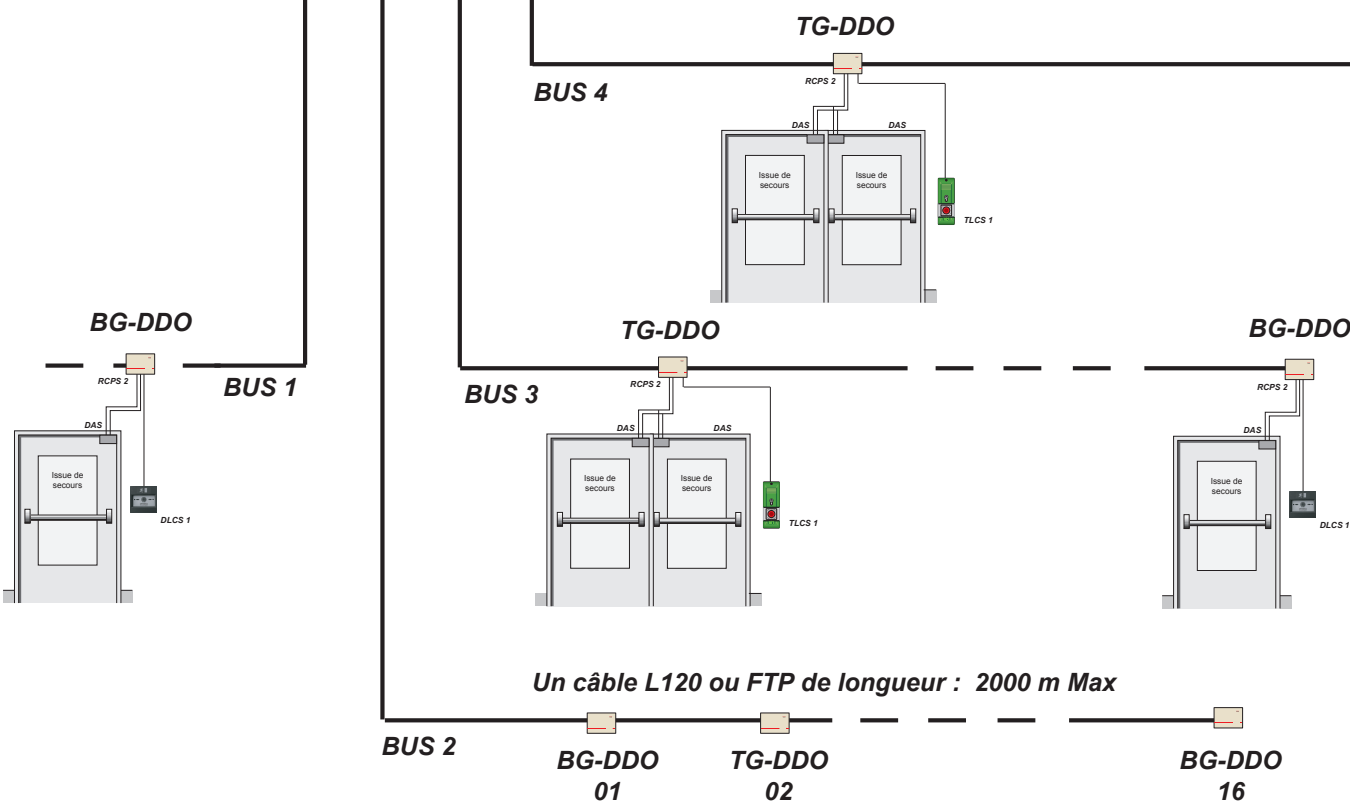 TG-DDO
RCPS 2
BUS 4
DAS
DAS
Issue de
secours
Issue de
secours
TLCS 1
BG-DDO
RCPS 2
BUS 1
DAS
Issue de
secours
DLCS 1
TG-DDO
RCPS 2
BUS 3
DAS
DAS
Issue de
secours
Issue de
secours
TLCS 1
BG-DDO
RCPS 2
DAS
Issue de
secours
DLCS 1
Un câble L120 ou FTP de longueur : 2000 m Max
BUS 2
BG-DDO
01
TG-DDO
02
BG-DDO
16